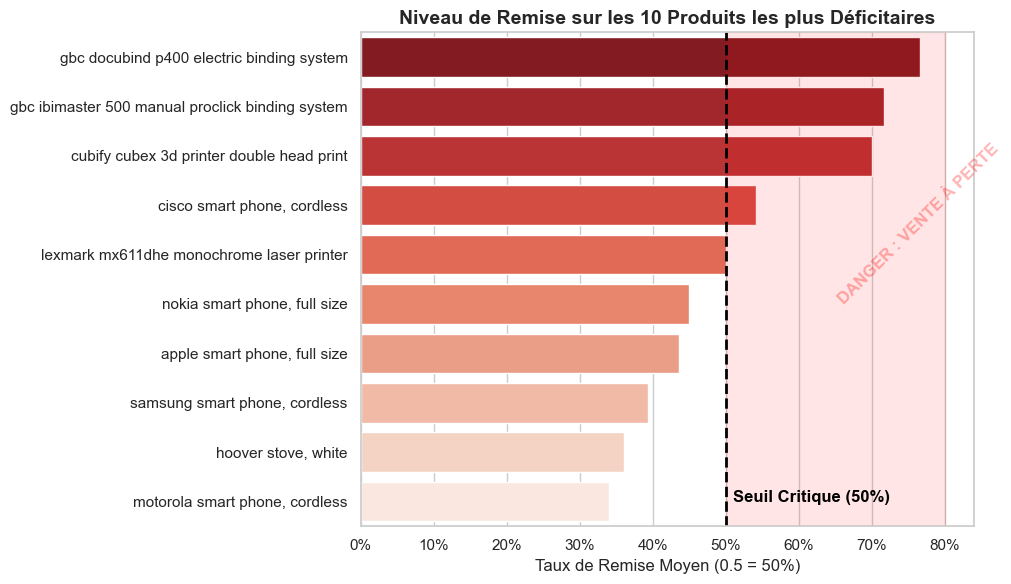 Niveau de Remise sur les 10 Produits les plus Déficitaires
gbc docubind p400 electric binding system
gbc ibimaster 500 manual proclick binding system
cubify cubex 3d printer double head print
cisco smart phone, cordless
lexmark mx611dhe monochrome laser printer
nokia smart phone, full size
apple smart phone, full size
samsung smart phone, cordless
hoover stove, white
motorola smart phone, cordless
DANGER : VENTE À PERTE
Seuil Critique (50%)
0% 10% 20% 30% 40% 50% 60% 70% 80%
Taux de Remise Moyen (0.5 = 50%)